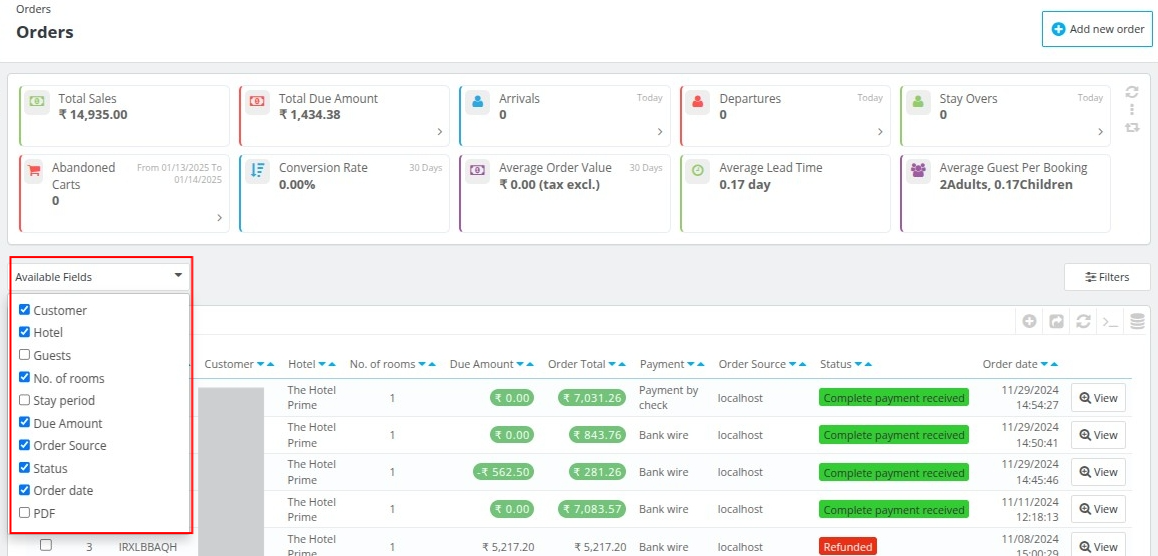 Orders
Orders
Add new order
Total Sales
₹ 14,935.00
Total Due Amount
₹ 1,434.38
Arrivals Today
0
Departures Today
0
Stay Overs Today
0
Abandoned Carts From 01/13/2025 To 01/14/2025
0
Conversion Rate 30 Days
0.00%
Average Order Value 30 Days
₹ 0.00 (tax excl.)
Average Lead Time
0.17 day
Average Guest Per Booking
2Adults, 0.17Children
Available Fields
Filters
Customer
Hotel
Guests
No. of rooms
Stay period
Due Amount
Order Source
Status
Order date
PDF
Customer Hotel No. of rooms Due Amount Order Total Payment Order Source Status Order date
The Hotel Prime 1 ₹ 0.00 ₹ 7,031.26 Payment by check localhost Complete payment received 11/29/2024 14:54:27 View
The Hotel Prime 1 ₹ 0.00 ₹ 843.76 Bank wire localhost Complete payment received 11/29/2024 14:50:41 View
The Hotel Prime 1 -₹ 562.50 ₹ 281.26 Bank wire localhost Complete payment received 11/29/2024 14:45:46 View
The Hotel Prime 1 ₹ 0.00 ₹ 7,083.57 Bank wire localhost Complete payment received 11/11/2024 12:18:13 View
3 IRXLBBAQH The Hotel Prime 1 ₹ 5,217.20 ₹ 5,217.20 Bank wire localhost Refunded 11/08/2024 15:00:29 View